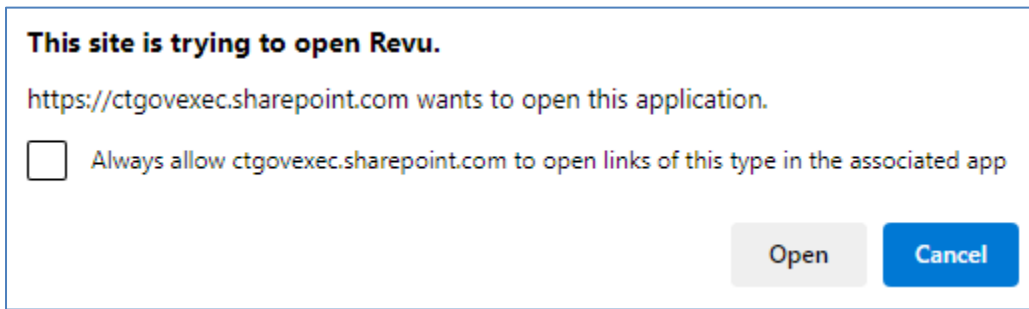 This site is trying to open Revu.
https://ctgovexec.sharepoint.com wants to open this application.
Always allow ctgovexec.sharepoint.com to open links of this type in the associated app
Open
Cancel